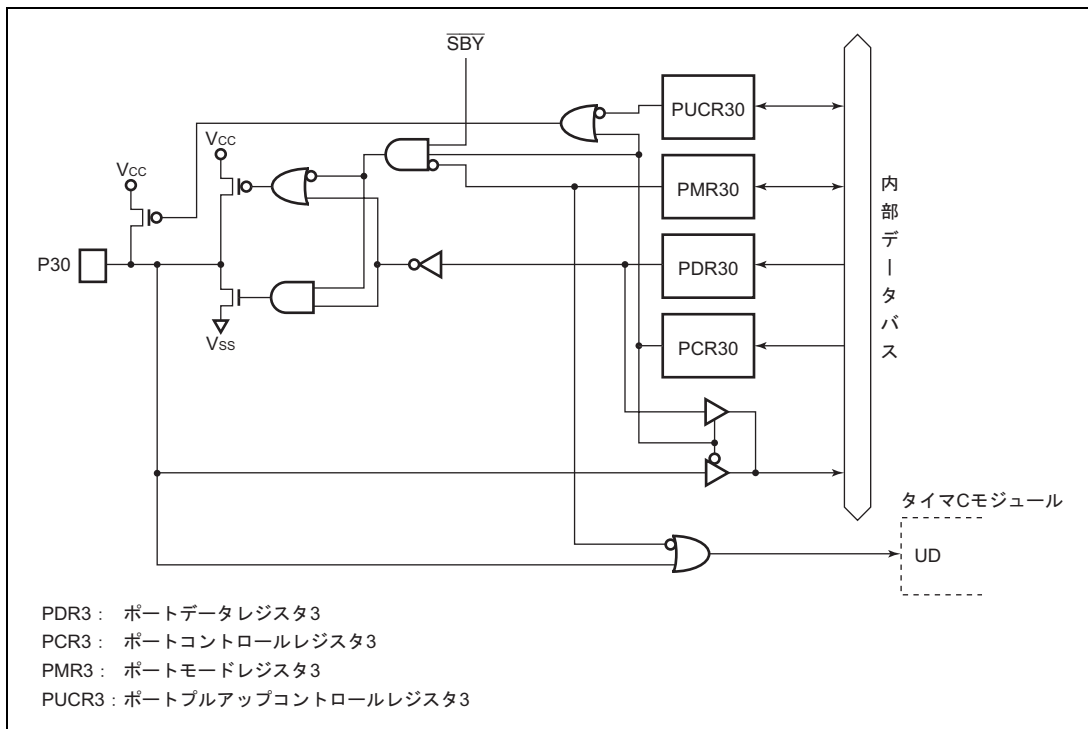 SBY
PUCR30
VCC
VCC
PMR30
P30
PDR30
VSS
PCR30
内部データバス
タイマCモジュール
UD
PDR3： ポートデータレジスタ3
PCR3： ポートコントロールレジスタ3
PMR3： ポートモードレジスタ3
PUCR3：ポートプルアップコントロールレジスタ3